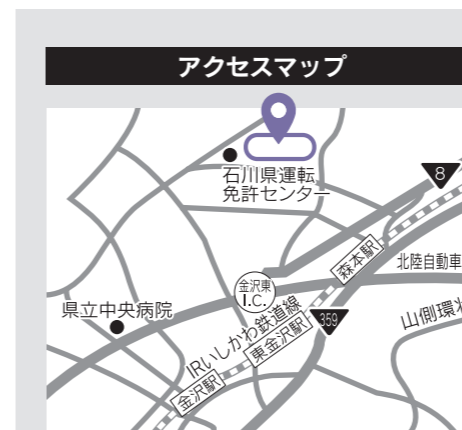 アクセスマップ
石川県運転
免許センター
8
森本駅
北陸自動車
金沢東
I.C.
県立中央病院
IRいしかわ鉄道線
359
山側環状
東金沢駅
金沢駅